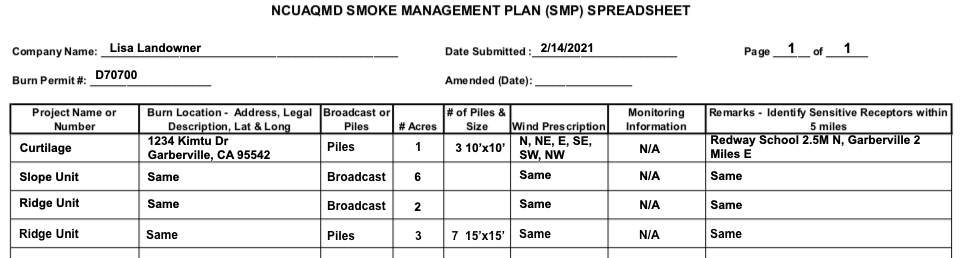 NCUAQMD SMOKE MANAGEMENT PLAN (SMP) SPREADSHEET
Company Name: Lisa Landowner Date Submitted : 2/14/2021 Page 1 of 1
Burn Permit #: D70700 Amended (Date):
Project Name or Number Burn Location - Address, Legal Description, Lat & Long Broadcast or Piles # Acres # of Piles & Size Wind Prescription Monitoring Information Remarks - Identify Sensitive Receptors within 5 miles
Curtilage 1234 Kimtu Dr Garberville, CA 95542 Piles 1 3 10'x10' N, NE, E, SE, SW, NW N/A Redway School 2.5M N, Garberville 2 Miles E
Slope Unit Same Broadcast 6 Same N/A Same
Ridge Unit Same Broadcast 2 Same N/A Same
Ridge Unit Same Piles 3 7 15'x15' Same N/A Same